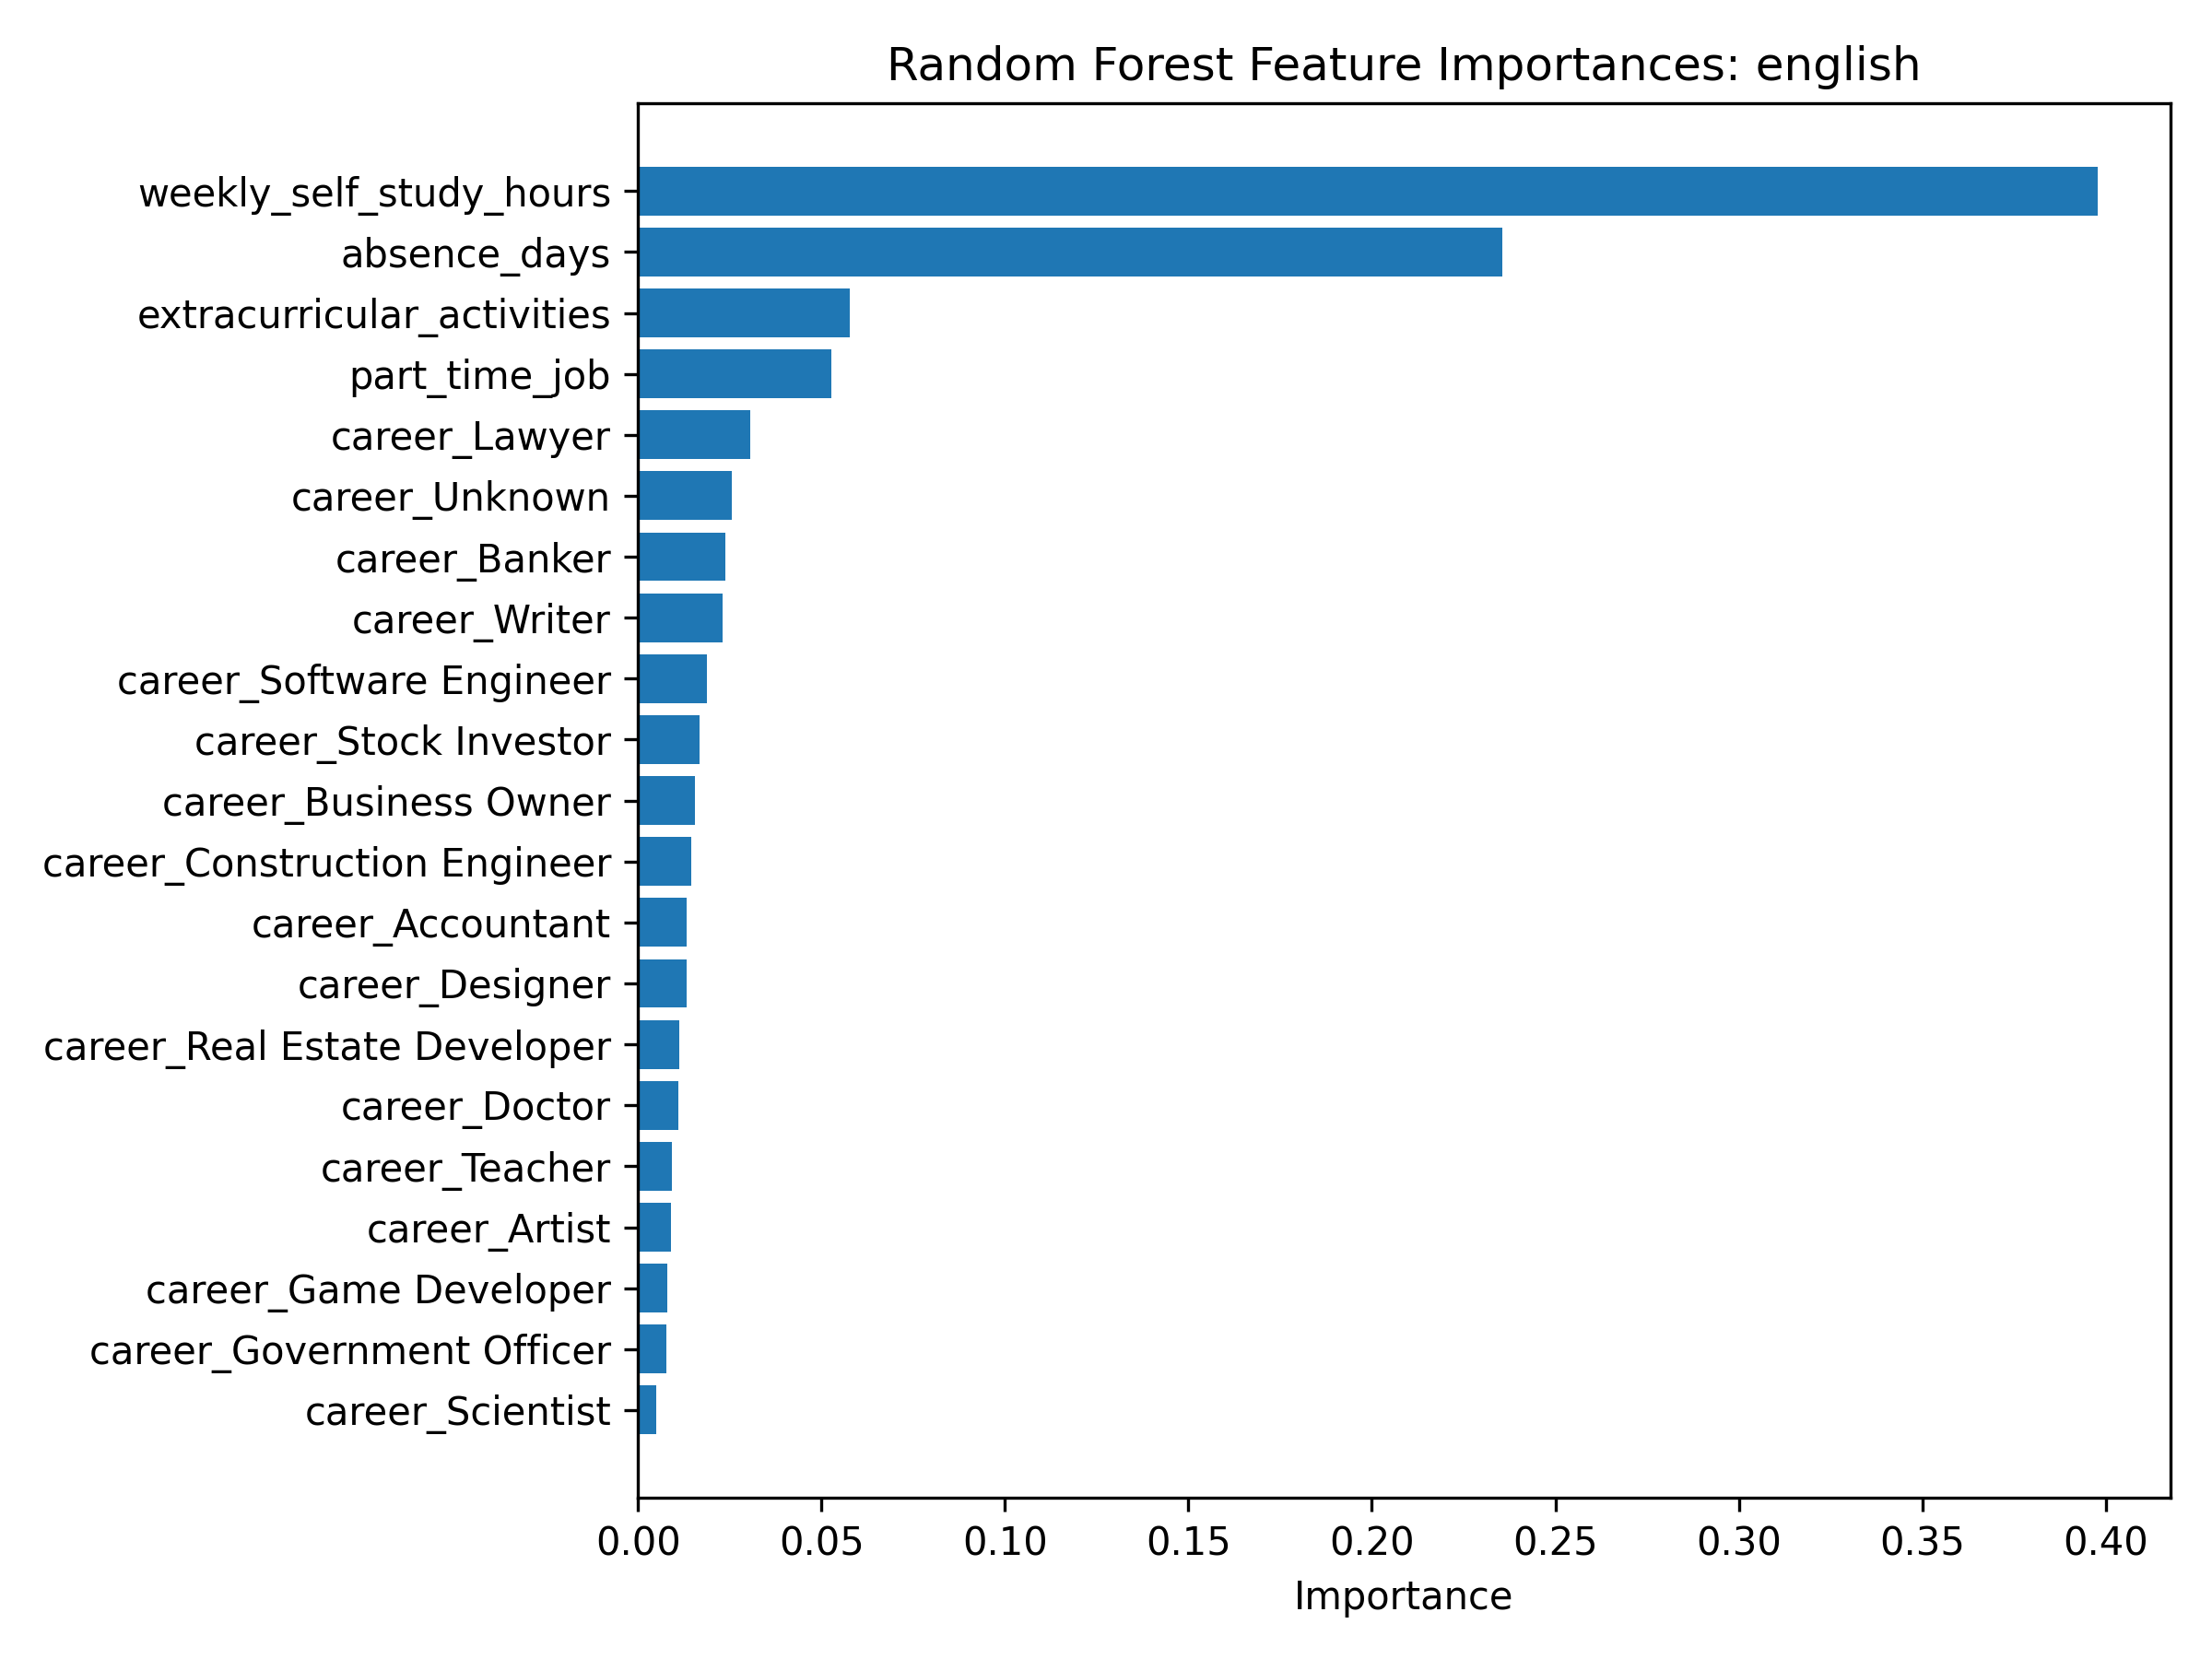 Random Forest Feature Importances: english
weekly_self_study_hours
absence_days
extracurricular_activities
part_time_job
career_Lawyer
career_Unknown
career_Banker
career_Writer
career_Software Engineer
career_Stock Investor
career_Business Owner
career_Construction Engineer
career_Accountant
career_Designer
career_Real Estate Developer
career_Doctor
career_Teacher
career_Artist
career_Game Developer
career_Government Officer
career_Scientist
0.00 0.05 0.10 0.15 0.20 0.25 0.30 0.35 0.40
Importance